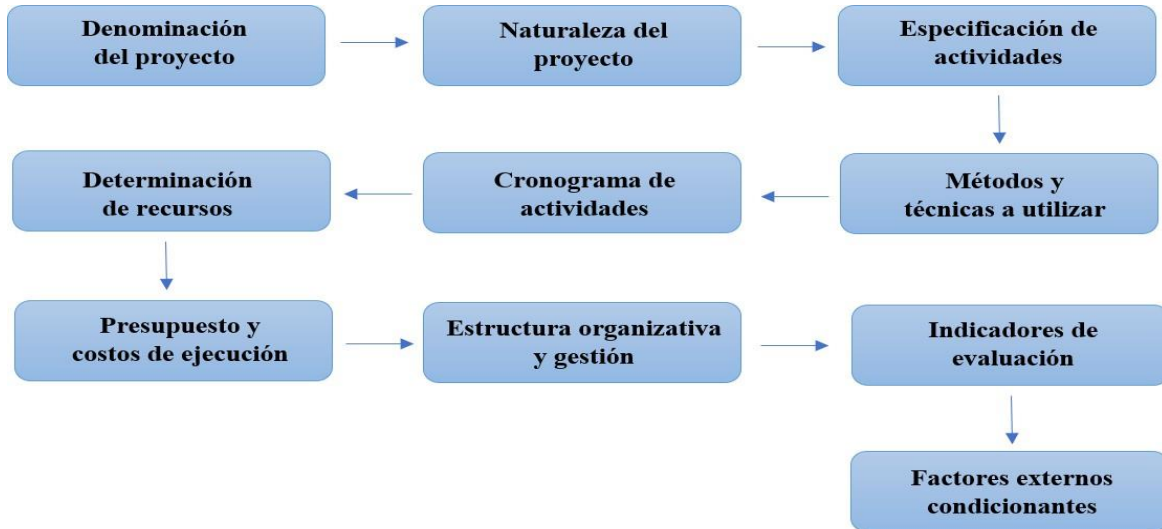 Denominación
del proyecto
Naturaleza del
proyecto
Especificación de
actividades
Métodos y
técnicas a utilizar
Cronograma de
actividades
Determinación
de recursos
Presupuesto y
costos de ejecución
Estructura organizativa
y gestión
Indicadores de
evaluación
Factores externos
condicionantes